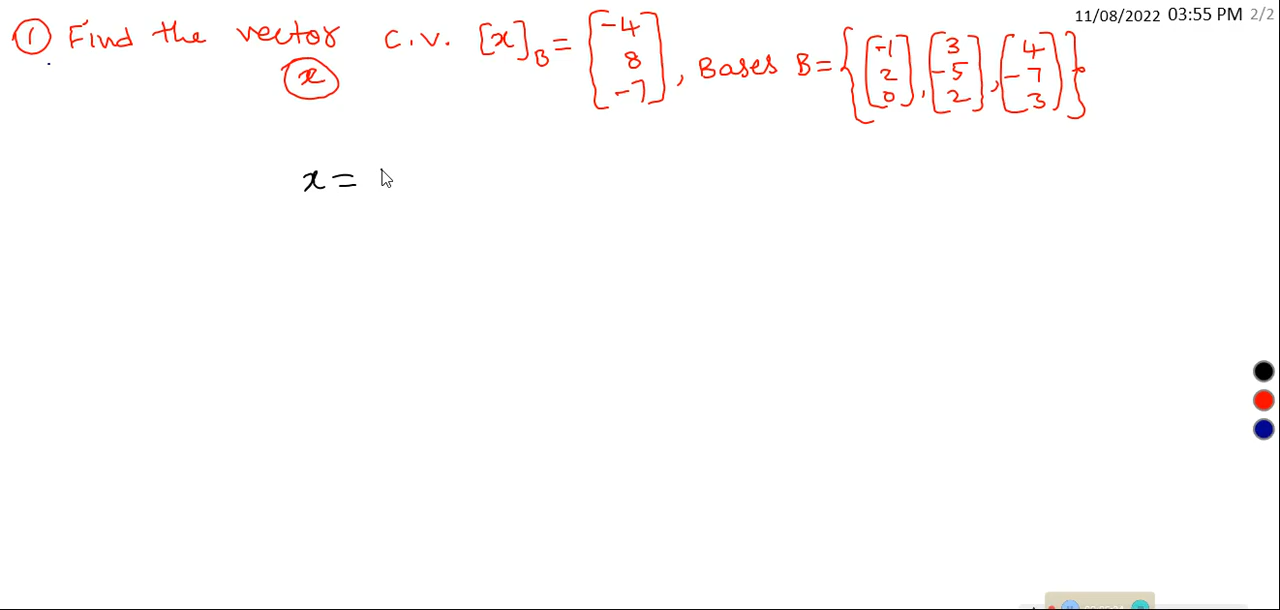 11/08/2022 03:55 PM 2/2
① Find the vector x c.v. [x]_B = [-4 8 -7], Bases B = {[-1 2 0], [3 -5 2], [4 -7 3]}
x =